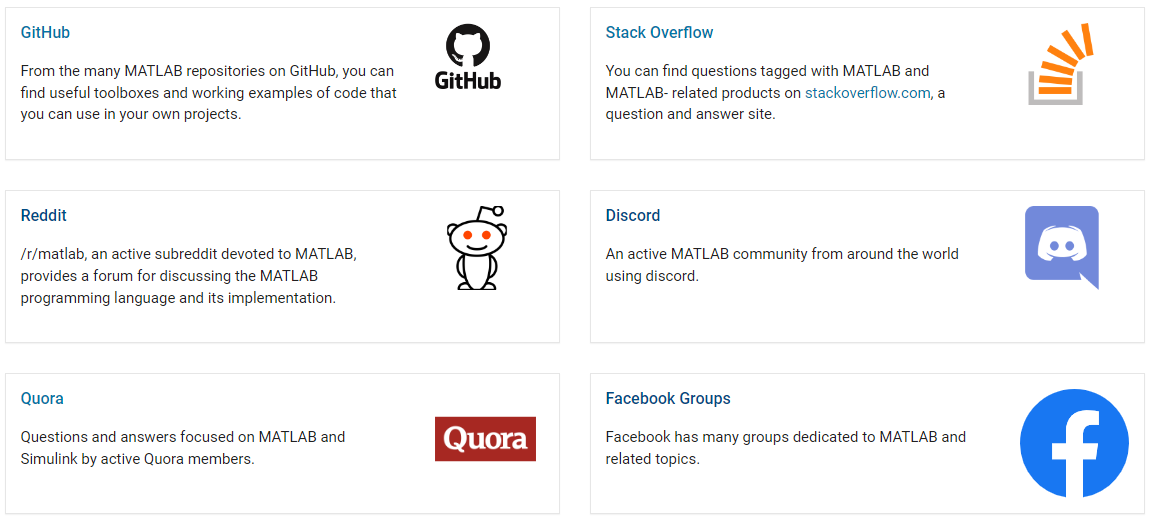 GitHub
From the many MATLAB repositories on GitHub, you can
find useful toolboxes and working examples of code that
you can use in your own projects.
GitHub
Stack Overflow
You can find questions tagged with MATLAB and
MATLAB- related products on stackoverflow.com, a
question and answer site.
Reddit
/r/matlab, an active subreddit devoted to MATLAB,
provides a forum for discussing the MATLAB
programming language and its implementation.
Discord
An active MATLAB community from around the world
using discord.
Quora
Questions and answers focused on MATLAB and
Simulink by active Quora members.
Quora
Facebook Groups
Facebook has many groups dedicated to MATLAB and
related topics.